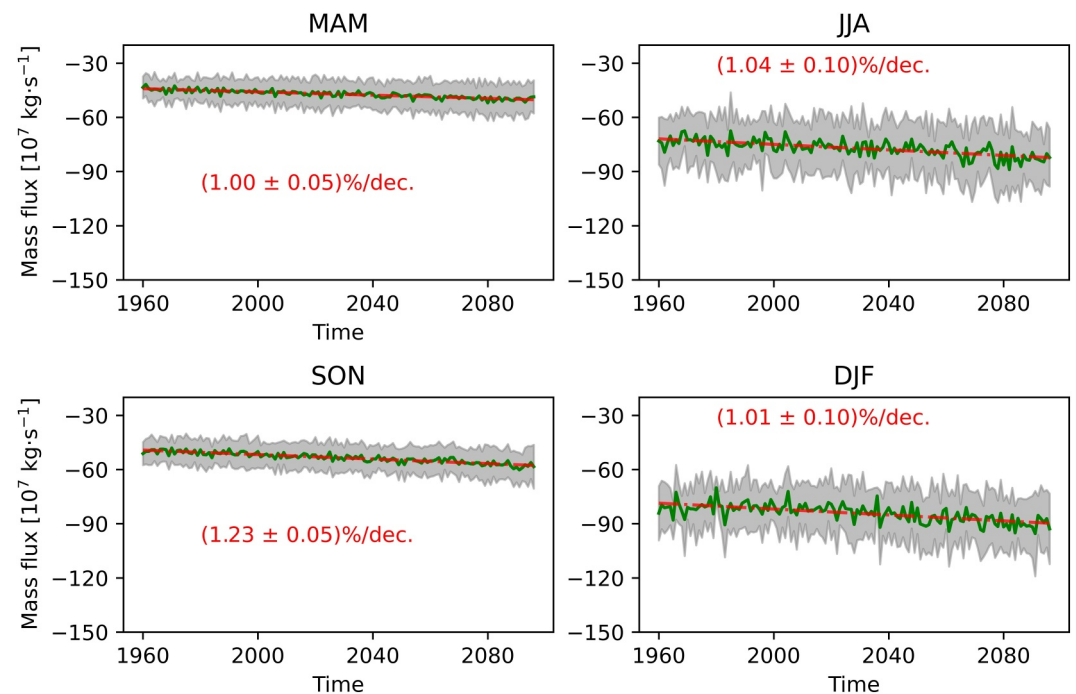 MAM
Mass flux [10⁷ kg·s⁻¹]
−30
−60
−90
−120
−150
(1.00 ± 0.05)%/dec.
1960 2000 2040 2080
Time
JJA
−30
−60
−90
−120
−150
(1.04 ± 0.10)%/dec.
1960 2000 2040 2080
SON
Mass flux [10⁷ kg·s⁻¹]
−30
−60
−90
−120
−150
(1.23 ± 0.05)%/dec.
1960 2000 2040 2080
Time
DJF
−30
−60
−90
−120
−150
(1.01 ± 0.10)%/dec.
1960 2000 2040 2080
Time